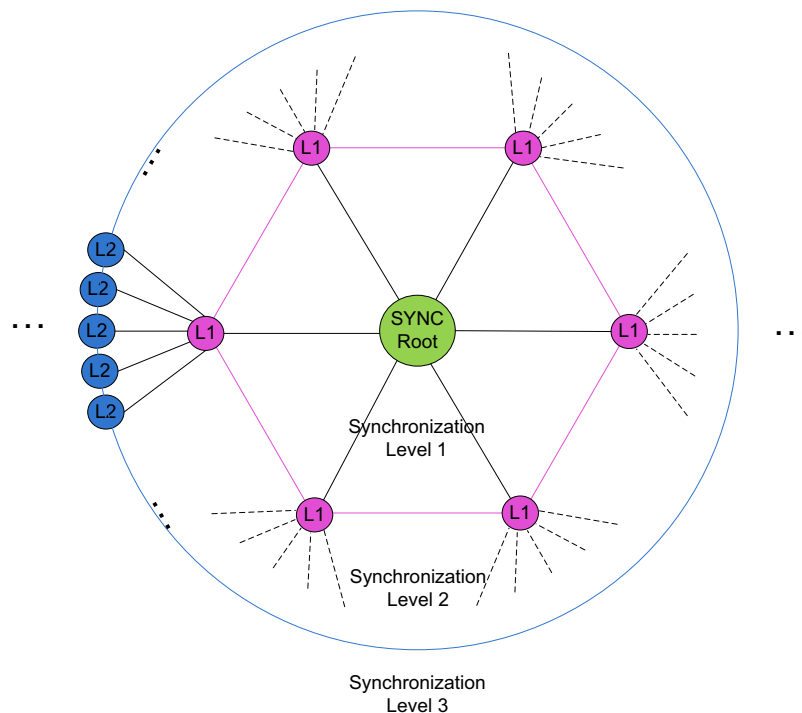 L1
L1
L2
L2
...
L2
L1
SYNC
Root
L1
...
L2
L2
Synchronization
Level 1
L1
L1
Synchronization
Level 2
Synchronization
Level 3